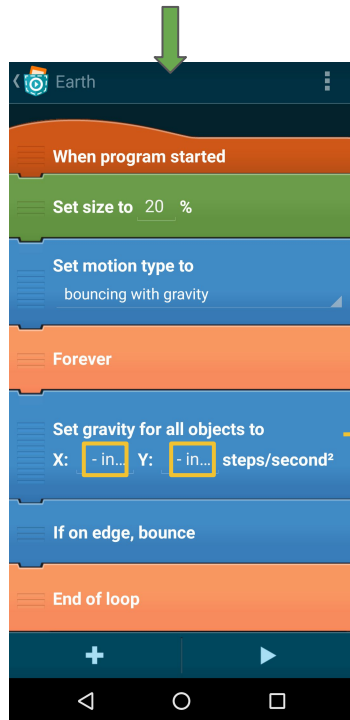 Earth
When program started
Set size to 20 %
Set motion type to
bouncing with gravity
Forever
Set gravity for all objects to
X: - in... Y: - in... steps/second²
If on edge, bounce
End of loop